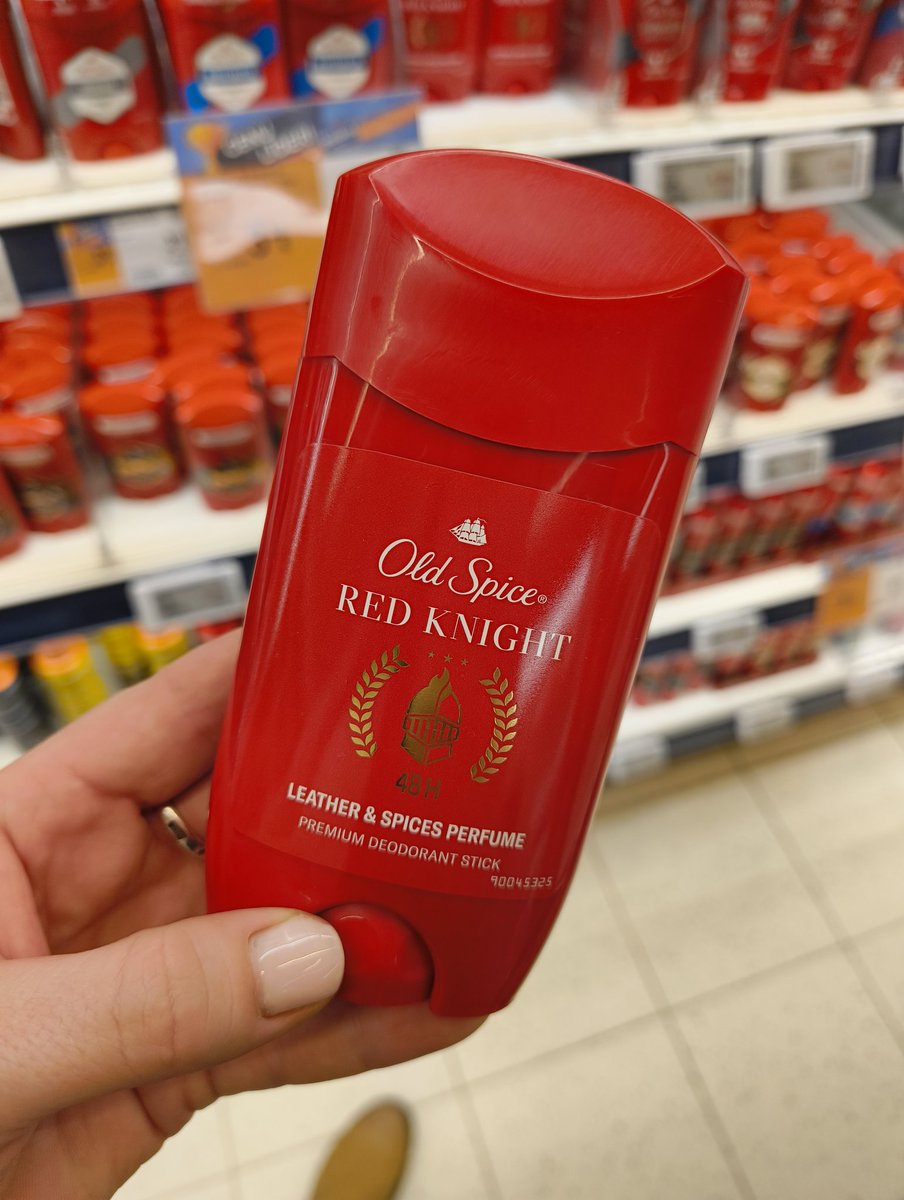 Old Spice®
RED KNIGHT
48H
LEATHER & SPICES PERFUME
PREMIUM DEODORANT STICK
90045325